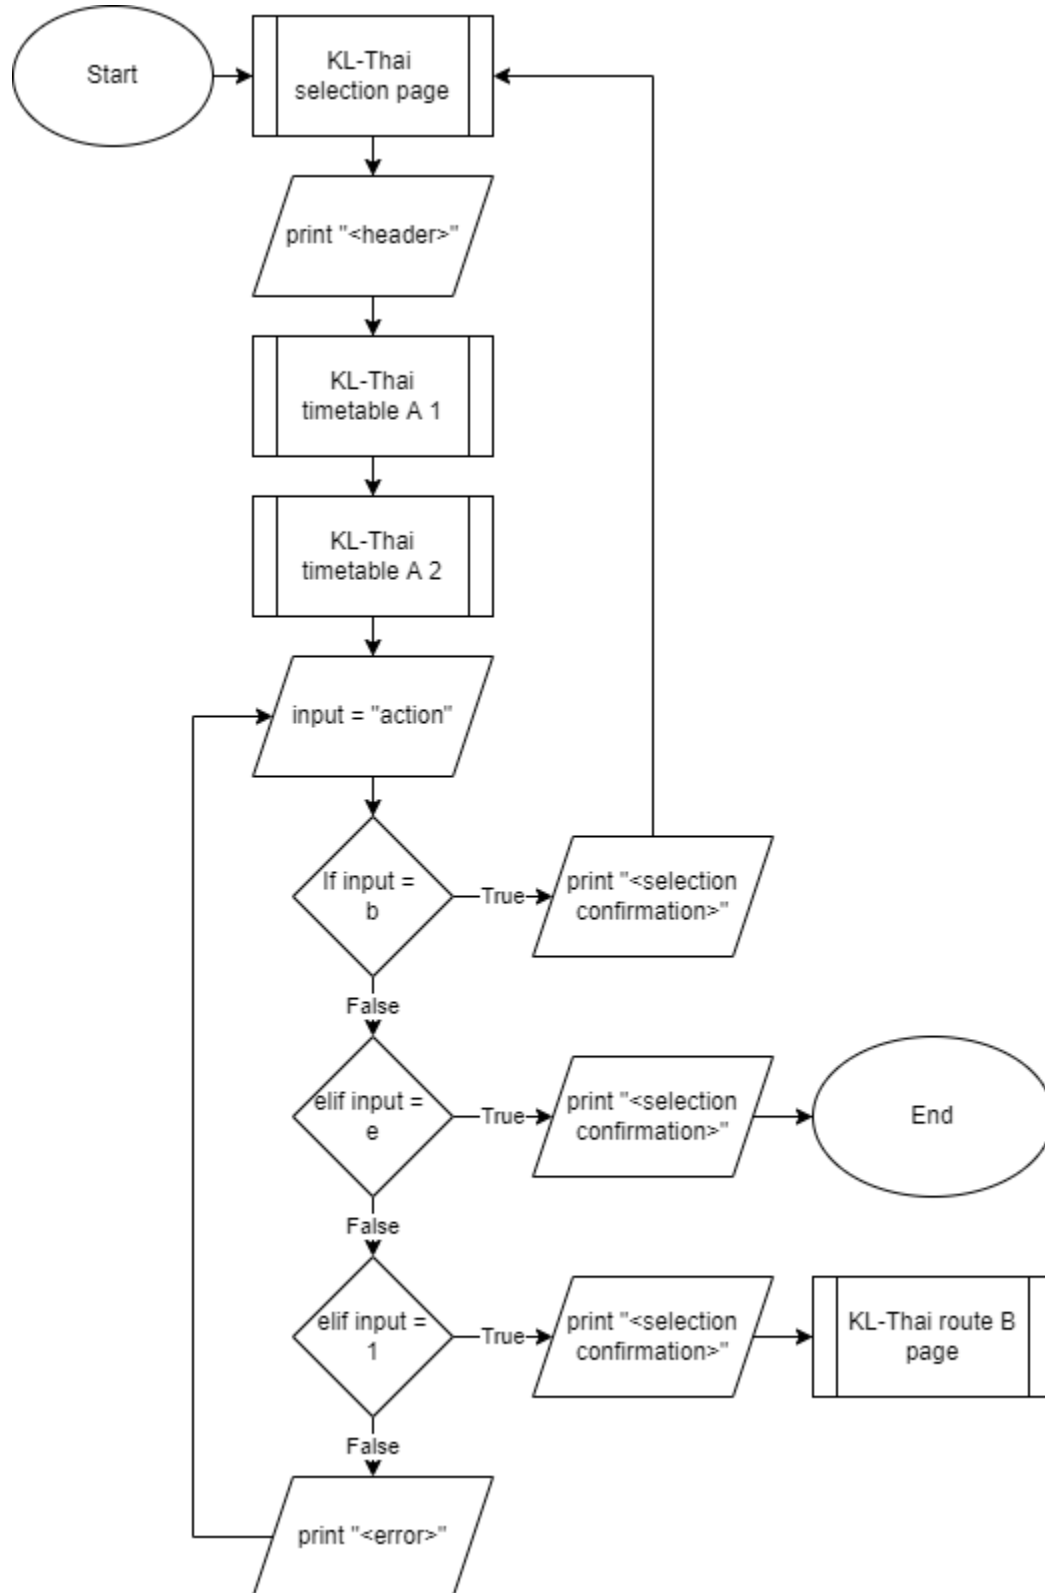 Start
KL-Thai
selection page
print "<header>"
KL-Thai
timetable A 1
KL-Thai
timetable A 2
input = "action"
If input =
b
True
print "<selection
confirmation>"
False
elif input =
e
True
print "<selection
confirmation>"
End
False
elif input =
1
True
print "<selection
confirmation>"
KL-Thai route B
page
False
print "<error>"